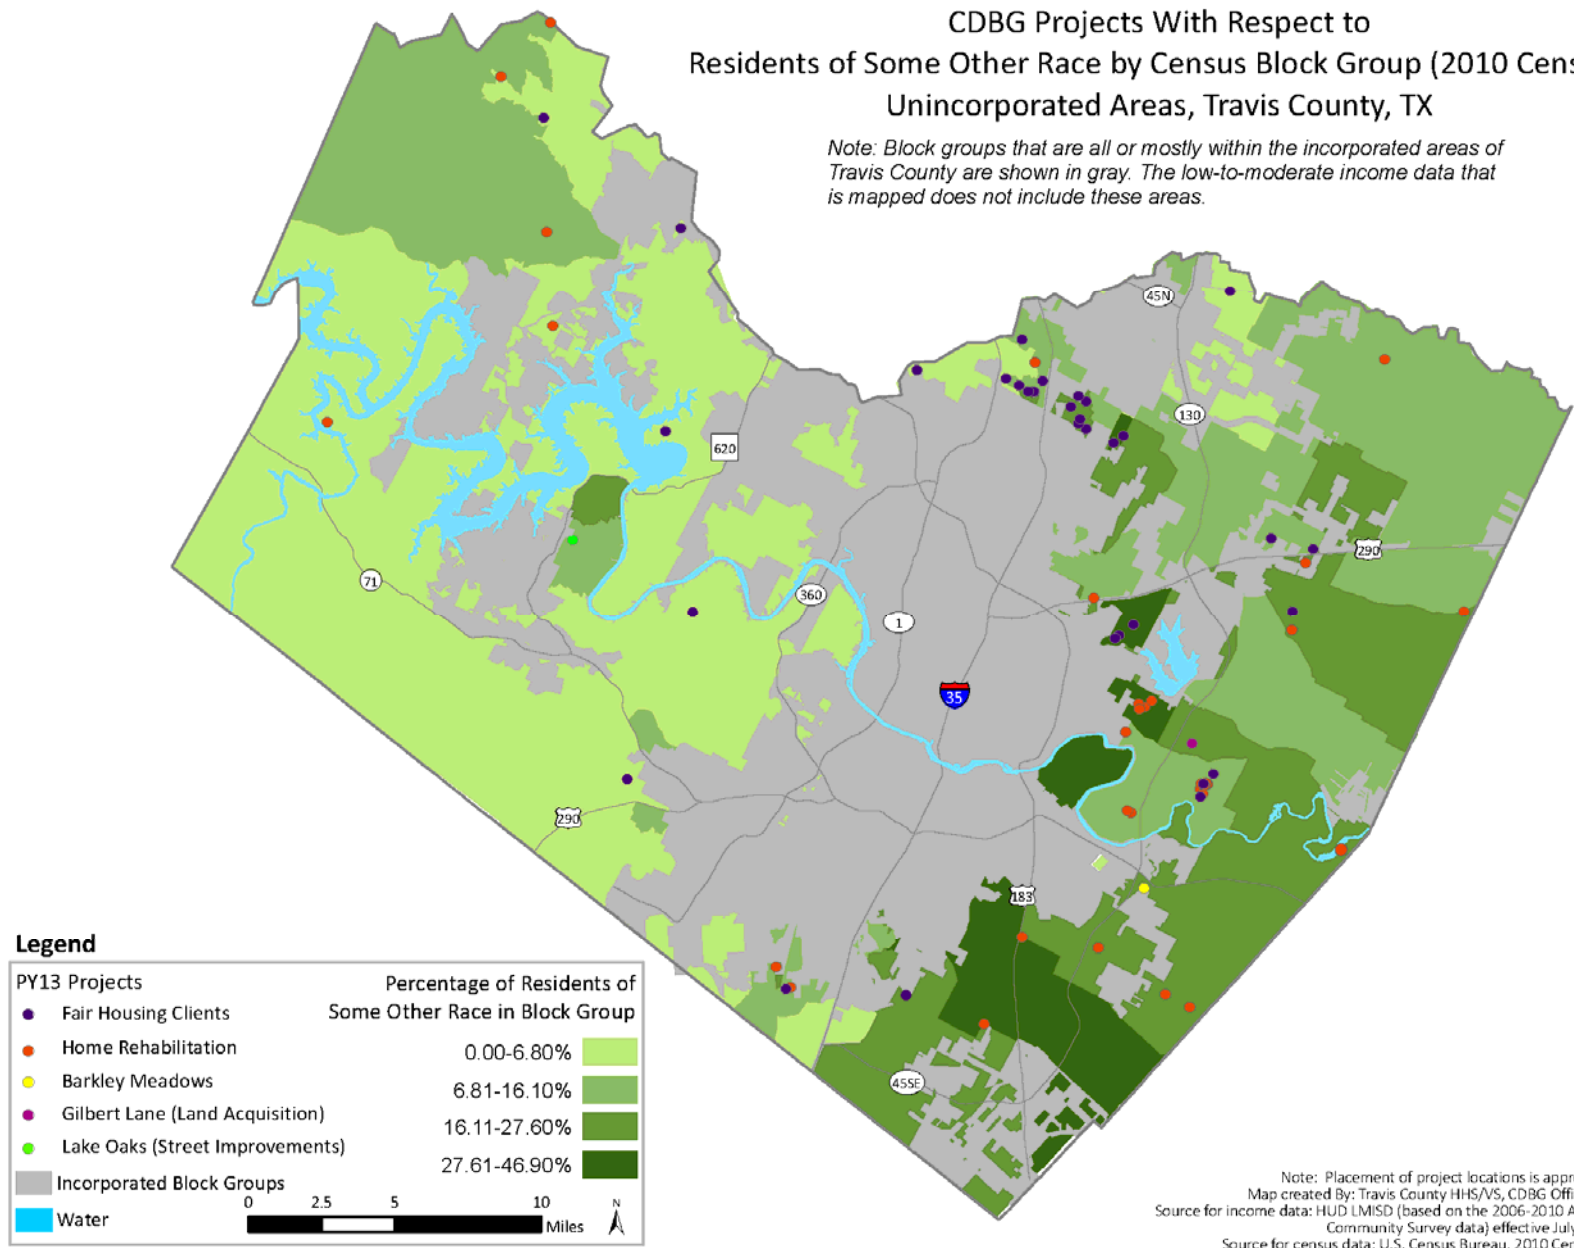 CDBG Projects With Respect to
Residents of Some Other Race by Census Block Group (2010 Cens
Unincorporated Areas, Travis County, TX
Note: Block groups that are all or mostly within the incorporated areas of
Travis County are shown in gray. The low-to-moderate income data that
is mapped does not include these areas.
45N
130
620
290
71
360
1
35
290
183
45SE
Legend
PY13 Projects
Fair Housing Clients
Home Rehabilitation
Barkley Meadows
Gilbert Lane (Land Acquisition)
Lake Oaks (Street Improvements)
Incorporated Block Groups
Water
Percentage of Residents of
Some Other Race in Block Group
0.00-6.80%
6.81-16.10%
16.11-27.60%
27.61-46.90%
0 2.5 5 10
Miles
N
Note: Placement of project locations is appr
Map created By: Travis County HHS/VS, CDBG Offi
Source for income data: HUD LMISD (based on the 2006-2010 A
Community Survey data) effective July
Source for census data: U.S. Census Bureau, 2010 Cen